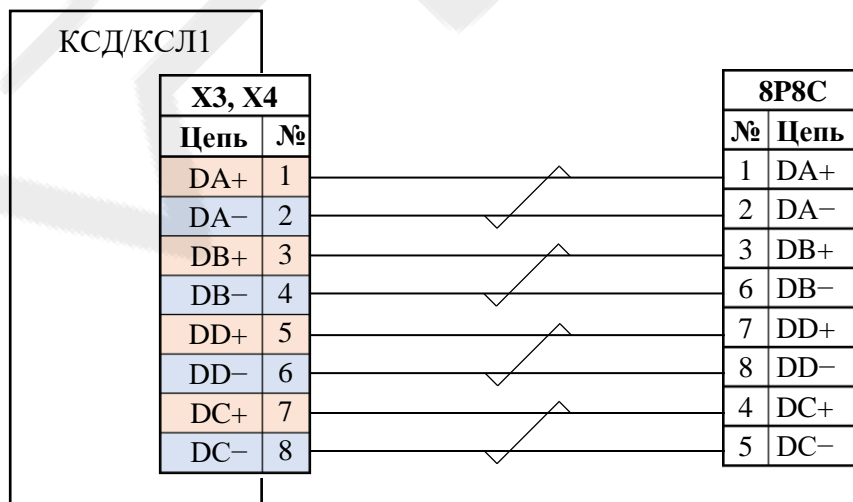 КСД/КСЛ1
X3, X4
8P8C
Цепь №
№ Цепь
DA+ 1
1 DA+
DA− 2
2 DA−
DB+ 3
3 DB+
DB− 4
6 DB−
DD+ 5
7 DD+
DD− 6
8 DD−
DC+ 7
4 DC+
DC− 8
5 DC−